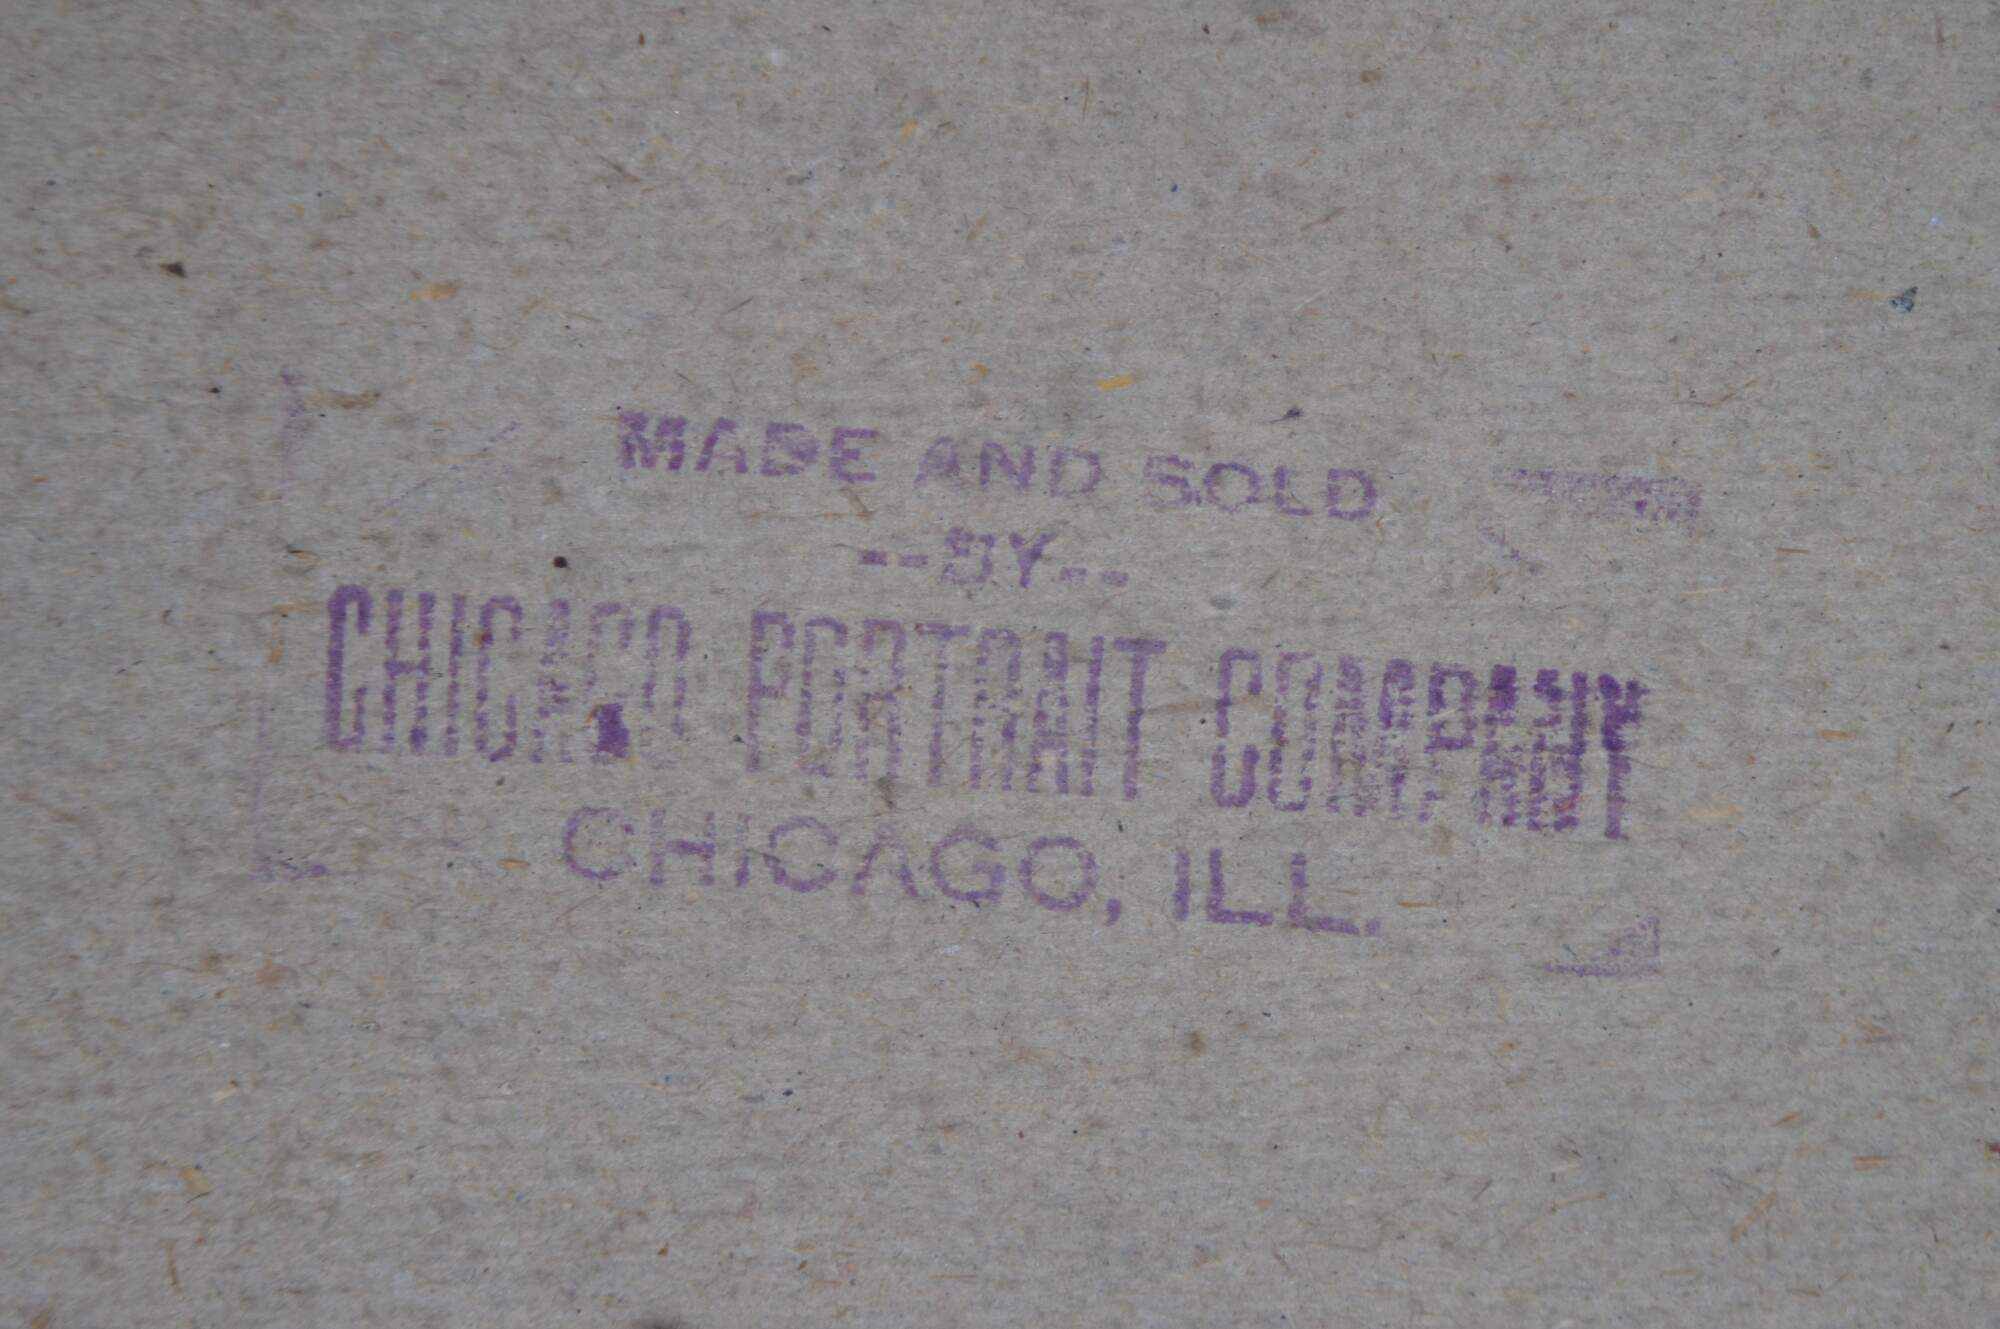 MADE AND SOLD
--BY--
CHICAGO PORTRAIT COMPANY
CHICAGO, ILL.